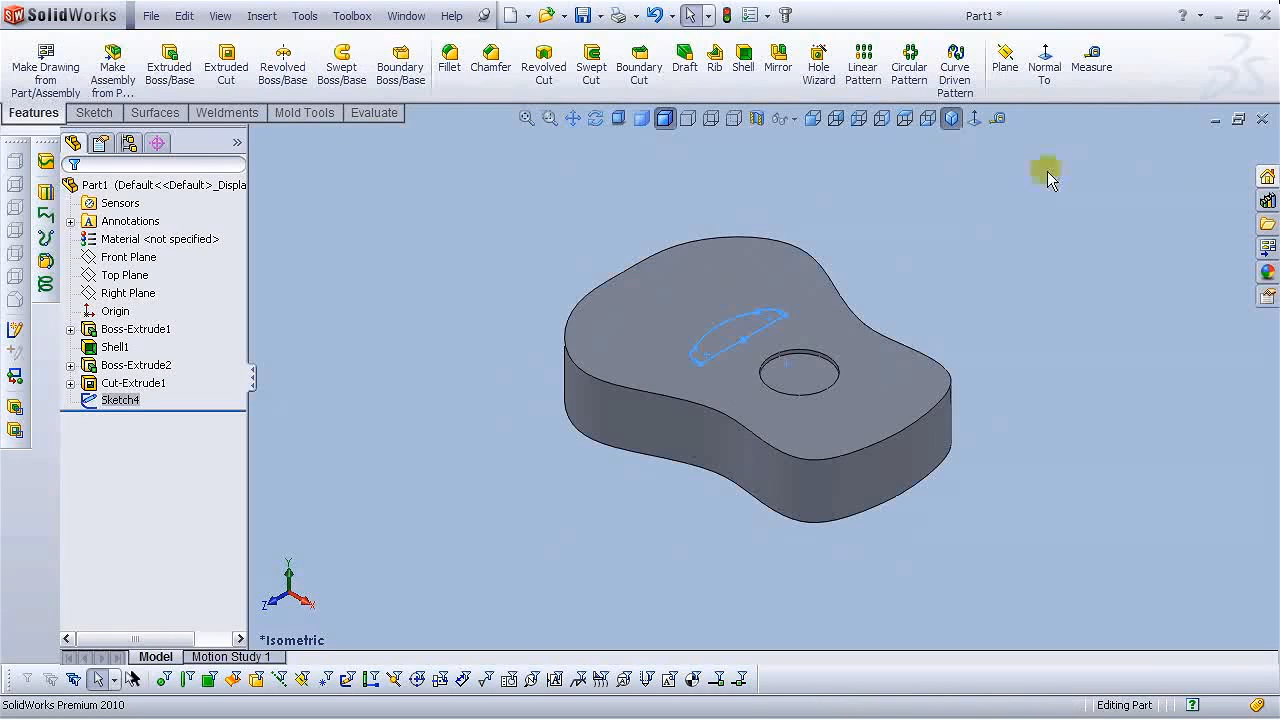 SolidWorks File Edit View Insert Tools Toolbox Window Help Part1 *
Make Drawing from Part/Assembly
Make Assembly from P...
Extruded Boss/Base
Extruded Cut
Revolved Boss/Base
Swept Boss/Base
Boundary Boss/Base
Fillet
Chamfer
Revolved Cut
Swept Cut
Boundary Cut
Draft
Rib
Shell
Mirror
Hole Wizard
Linear Pattern
Circular Pattern
Curve Driven Pattern
Plane
Normal To
Measure
Features Sketch Surfaces Weldments Mold Tools Evaluate
Part1 (Default<<Default>_Displa
Sensors
Annotations
Material <not specified>
Front Plane
Top Plane
Right Plane
Origin
Boss-Extrude1
Shell1
Boss-Extrude2
Cut-Extrude1
Sketch4
Y
Z X
*Isometric
Model Motion Study 1
SolidWorks Premium 2010 Editing Part